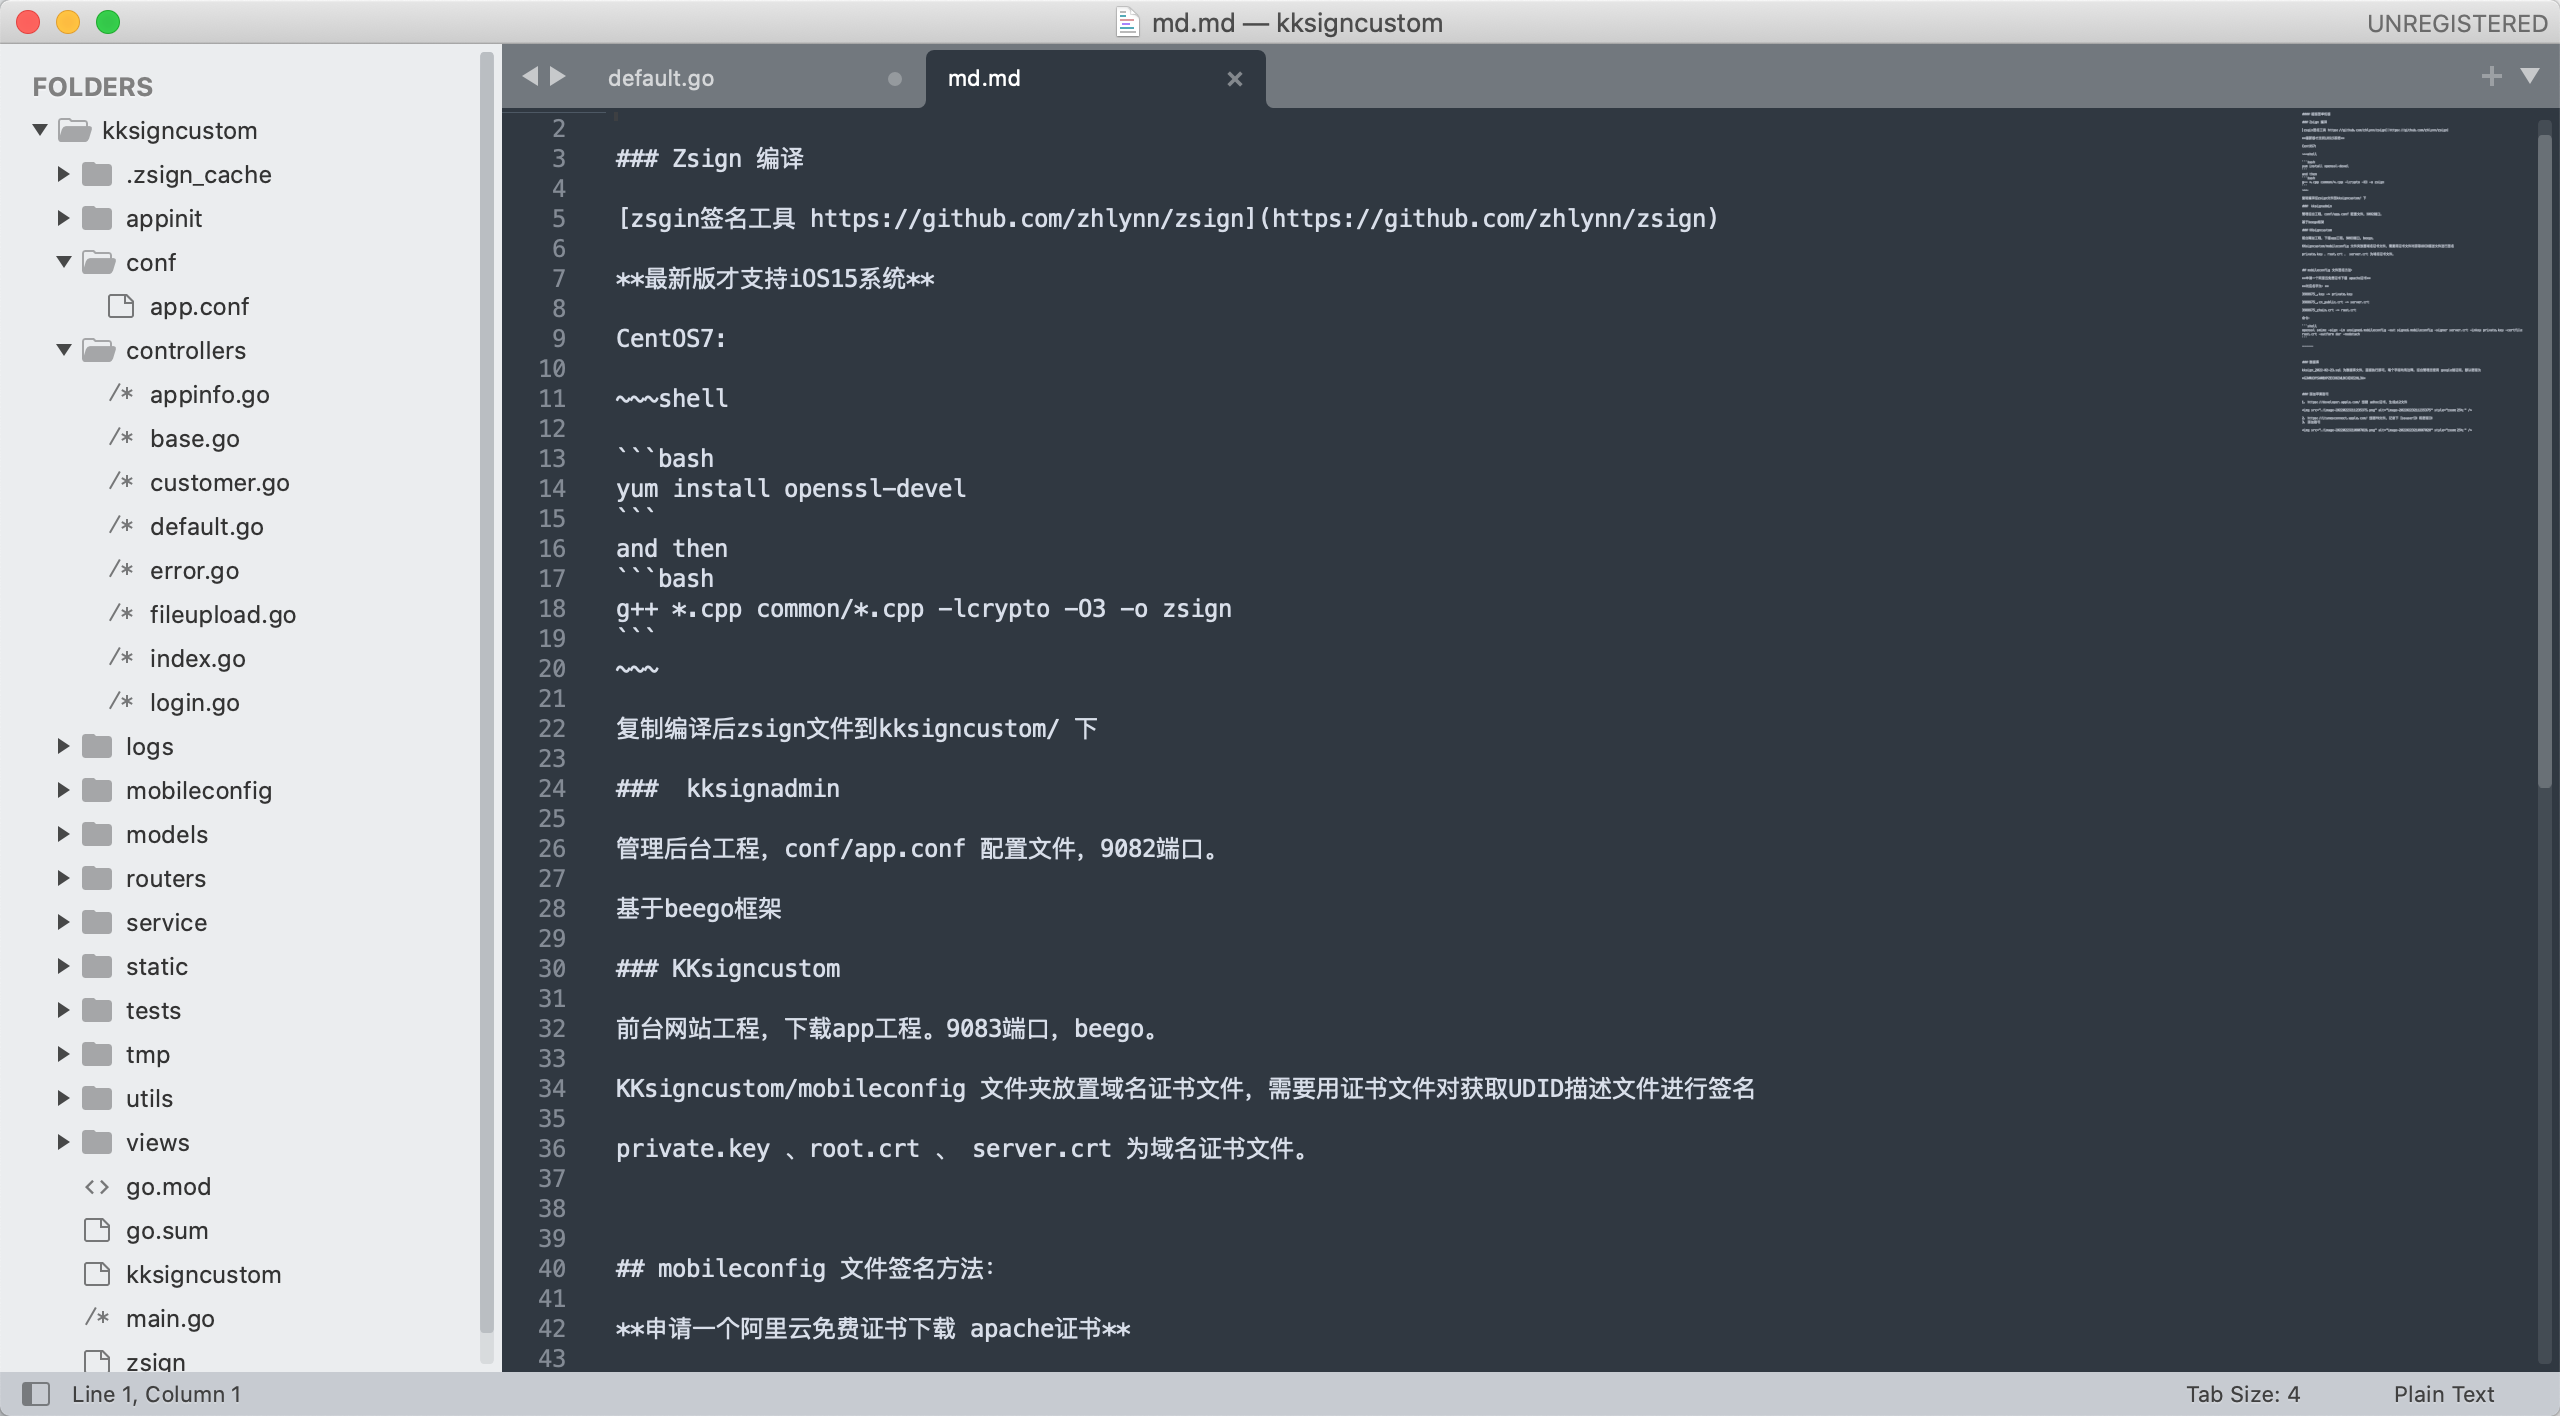 md.md — kksigncustom
UNREGISTERED
FOLDERS
kksigncustom
.zsign_cache
appinit
conf
app.conf
controllers
/* appinfo.go
/* base.go
/* customer.go
/* default.go
/* error.go
/* fileupload.go
/* index.go
/* login.go
logs
mobileconfig
models
routers
service
static
tests
tmp
utils
views
<> go.mod
go.sum
kksigncustom
/* main.go
zsign
default.go
md.md
2
3 ### Zsign 编译
4
5 [zsgin签名工具 https://github.com/zhlynn/zsign](https://github.com/zhlynn/zsign)
6
7 **最新版才支持iOS15系统**
8
9 CentOS7:
10
11 ~~~shell
12
13 ```bash
14 yum install openssl-devel
15 ```
16 and then
17 ```bash
18 g++ *.cpp common/*.cpp -lcrypto -O3 -o zsign
19 ```
20 ~~~
21
22 复制编译后zsign文件到kksigncustom/ 下
23
24 ###  kksignadmin
25
26 管理后台工程，conf/app.conf 配置文件，9082端口。
27
28 基于beego框架
29
30 ### KKsigncustom
31
32 前台网站工程，下载app工程。9083端口，beego。
33
34 KKsigncustom/mobileconfig 文件夹放置域名证书文件，需要用证书文件对获取UDID描述文件进行签名
35
36 private.key 、root.crt 、 server.crt 为域名证书文件。
37
38
39
40 ## mobileconfig 文件签名方法：
41
42 **申请一个阿里云免费证书下载 apache证书**
43
Line 1, Column 1
Tab Size: 4
Plain Text